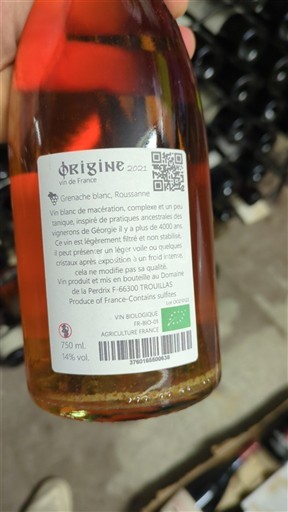 Origine 2021
vin de France
Grenache blanc, Roussanne
Vin blanc de macération, complexe et un peu
tanique, inspiré de pratiques ancestrales des
vignerons de Géorgie il y a plus de 4000 ans.
Ce vin est légèrement filtré et non stabilisé.
Il peut présenter un léger voile ou quelques
cristaux après exposition à un froid intense,
cela ne modifie pas sa qualité.
Vin produit et mis en bouteille au Domaine
de la Perdrix F-66300 TROUILLAS
Produce of France-Contains sulfites
VIN BIOLOGIQUE
FR-BIO-01
AGRICULTURE FRANCE
750 ml.
14% vol.
3760165500636